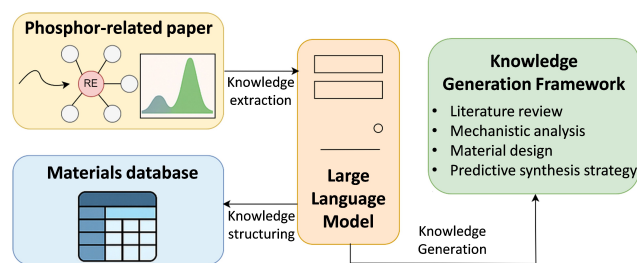 Phosphor-related paper
RE
Knowledge
extraction
Materials database
Knowledge
structuring
Large
Language
Model
Knowledge
Generation
Knowledge
Generation Framework
• Literature review
• Mechanistic analysis
• Material design
• Predictive synthesis strategy